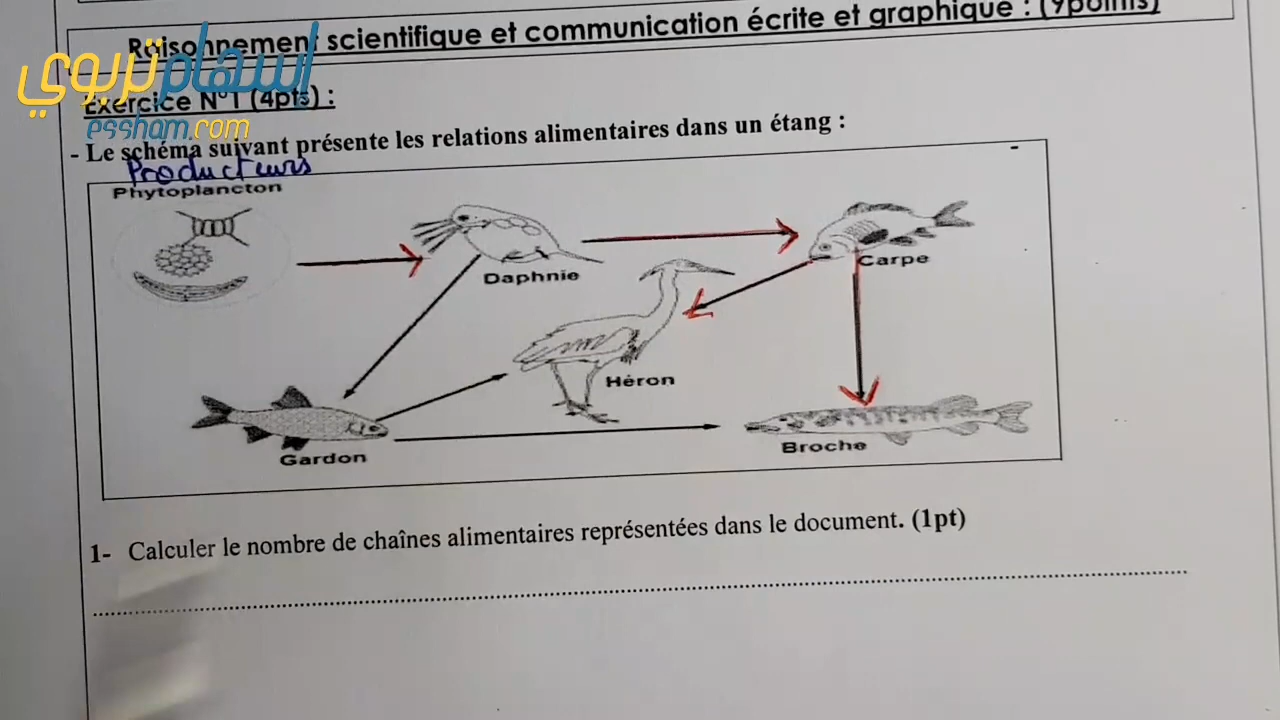 Raisonnement scientifique et communication écrite et graphique : (9points)
إسهام تربوي
Exercice N°1 (4pts) :
essham.com
- Le schéma suivant présente les relations alimentaires dans un étang :
Producteurs
Phytoplancton
Daphnie
Carpe
Héron
Gardon
Broche
1- Calculer le nombre de chaînes alimentaires représentées dans le document. (1pt)